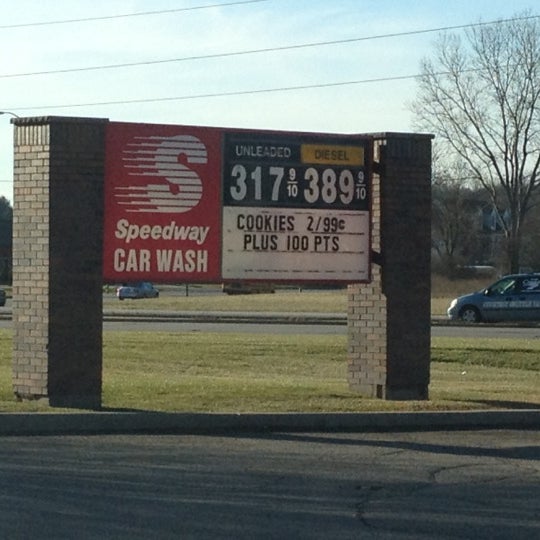 S
Speedway
CAR WASH
UNLEADED DIESEL
317 9/10 389 9/10
COOKIES 2/99¢
PLUS 100 PTS